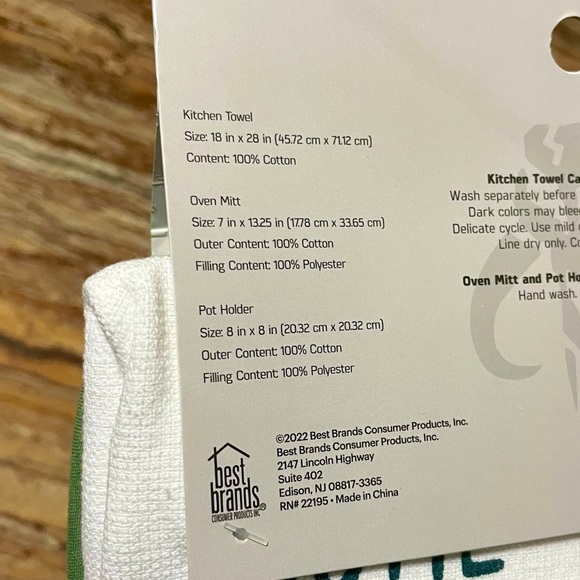 Kitchen Towel
Size: 18 in x 28 in (45.72 cm x 71.12 cm)
Content: 100% Cotton
Oven Mitt
Size: 7 in x 13.25 in (17.78 cm x 33.65 cm)
Outer Content: 100% Cotton
Filling Content: 100% Polyester
Pot Holder
Size: 8 in x 8 in (20.32 cm x 20.32 cm)
Outer Content: 100% Cotton
Filling Content: 100% Polyester
Kitchen Towel Ca
Wash separately before
Dark colors may blee
Delicate cycle. Use mild
Line dry only. Co
Oven Mitt and Pot Ho
Hand wash.
best
brands
CONSUMER PRODUCTS INC
®
©2022 Best Brands Consumer Products, Inc.
Best Brands Consumer Products, Inc.
2147 Lincoln Highway
Suite 402
Edison, NJ 08817-3365
RN# 22195 • Made in China